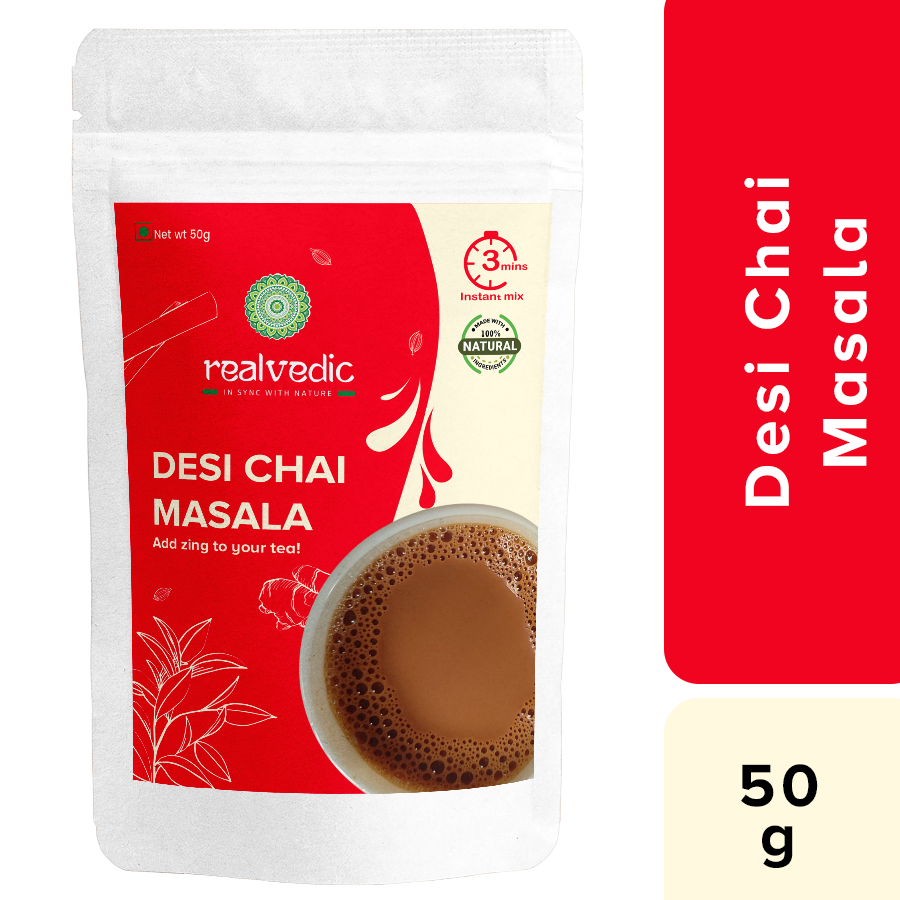 Net wt 50g
3 mins
Instant mix
MADE WITH
100%
NATURAL
INGREDIENTS
realvedic
IN SYNC WITH NATURE
DESI CHAI
MASALA
Add zing to your tea!
Desi Chai
Masala
50
g